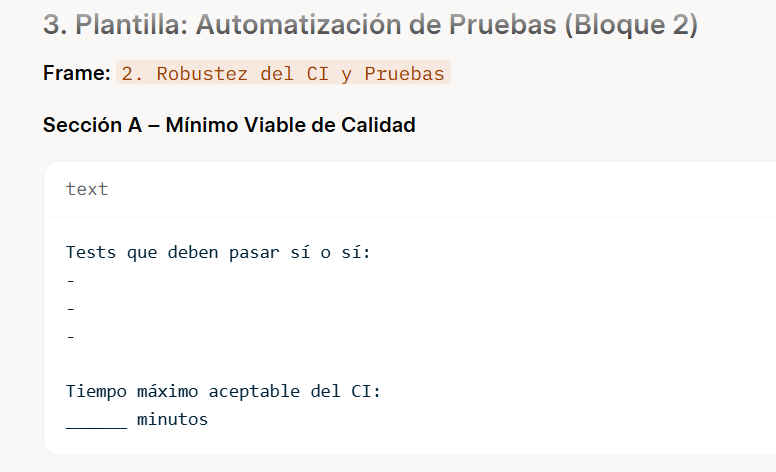 3. Plantilla: Automatización de Pruebas (Bloque 2)
Frame: 2. Robustez del CI y Pruebas
Sección A – Mínimo Viable de Calidad
text
Tests que deben pasar sí o sí:
-
-
-
Tiempo máximo aceptable del CI:
______ minutos